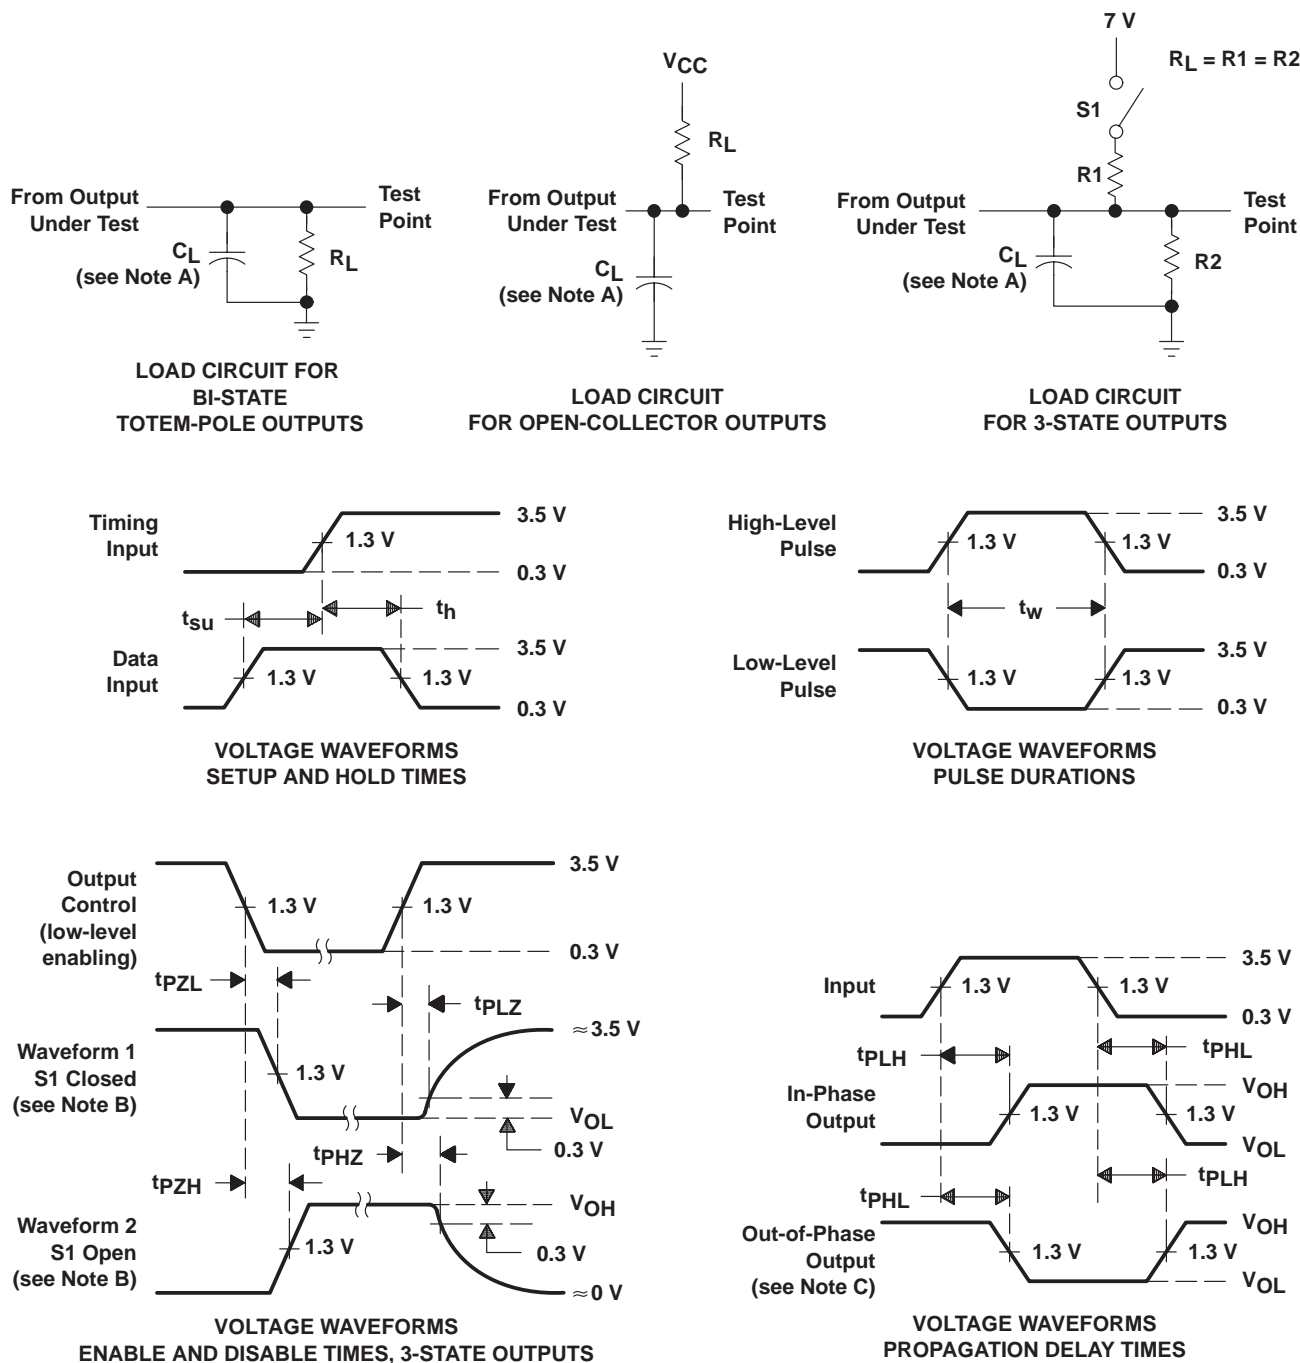 7 V
RL = R1 = R2
S1
R1
From Output
Under Test
Test
Point
CL
(see Note A)
R2
LOAD CIRCUIT
FOR 3-STATE OUTPUTS
VCC
RL
From Output
Under Test
Test
Point
CL
(see Note A)
LOAD CIRCUIT
FOR OPEN-COLLECTOR OUTPUTS
From Output
Under Test
Test
Point
CL
(see Note A)
RL
LOAD CIRCUIT FOR
BI-STATE
TOTEM-POLE OUTPUTS
Timing
Input
1.3 V
3.5 V
0.3 V
tsu
th
Data
Input
1.3 V
1.3 V
3.5 V
0.3 V
VOLTAGE WAVEFORMS
SETUP AND HOLD TIMES
High-Level
Pulse
1.3 V
1.3 V
3.5 V
0.3 V
tw
Low-Level
Pulse
1.3 V
1.3 V
3.5 V
0.3 V
VOLTAGE WAVEFORMS
PULSE DURATIONS
Output
Control
(low-level
enabling)
1.3 V
1.3 V
3.5 V
0.3 V
tPZL
tPLZ
Waveform 1
S1 Closed
(see Note B)
1.3 V
≈3.5 V
VOL
0.3 V
tPHZ
tPZH
Waveform 2
S1 Open
(see Note B)
1.3 V
VOH
0.3 V
≈0 V
VOLTAGE WAVEFORMS
ENABLE AND DISABLE TIMES, 3-STATE OUTPUTS
Input
1.3 V
1.3 V
3.5 V
0.3 V
tPLH
tPHL
In-Phase
Output
1.3 V
1.3 V
VOH
VOL
tPHL
tPLH
Out-of-Phase
Output
(see Note C)
1.3 V
1.3 V
VOH
VOL
VOLTAGE WAVEFORMS
PROPAGATION DELAY TIMES